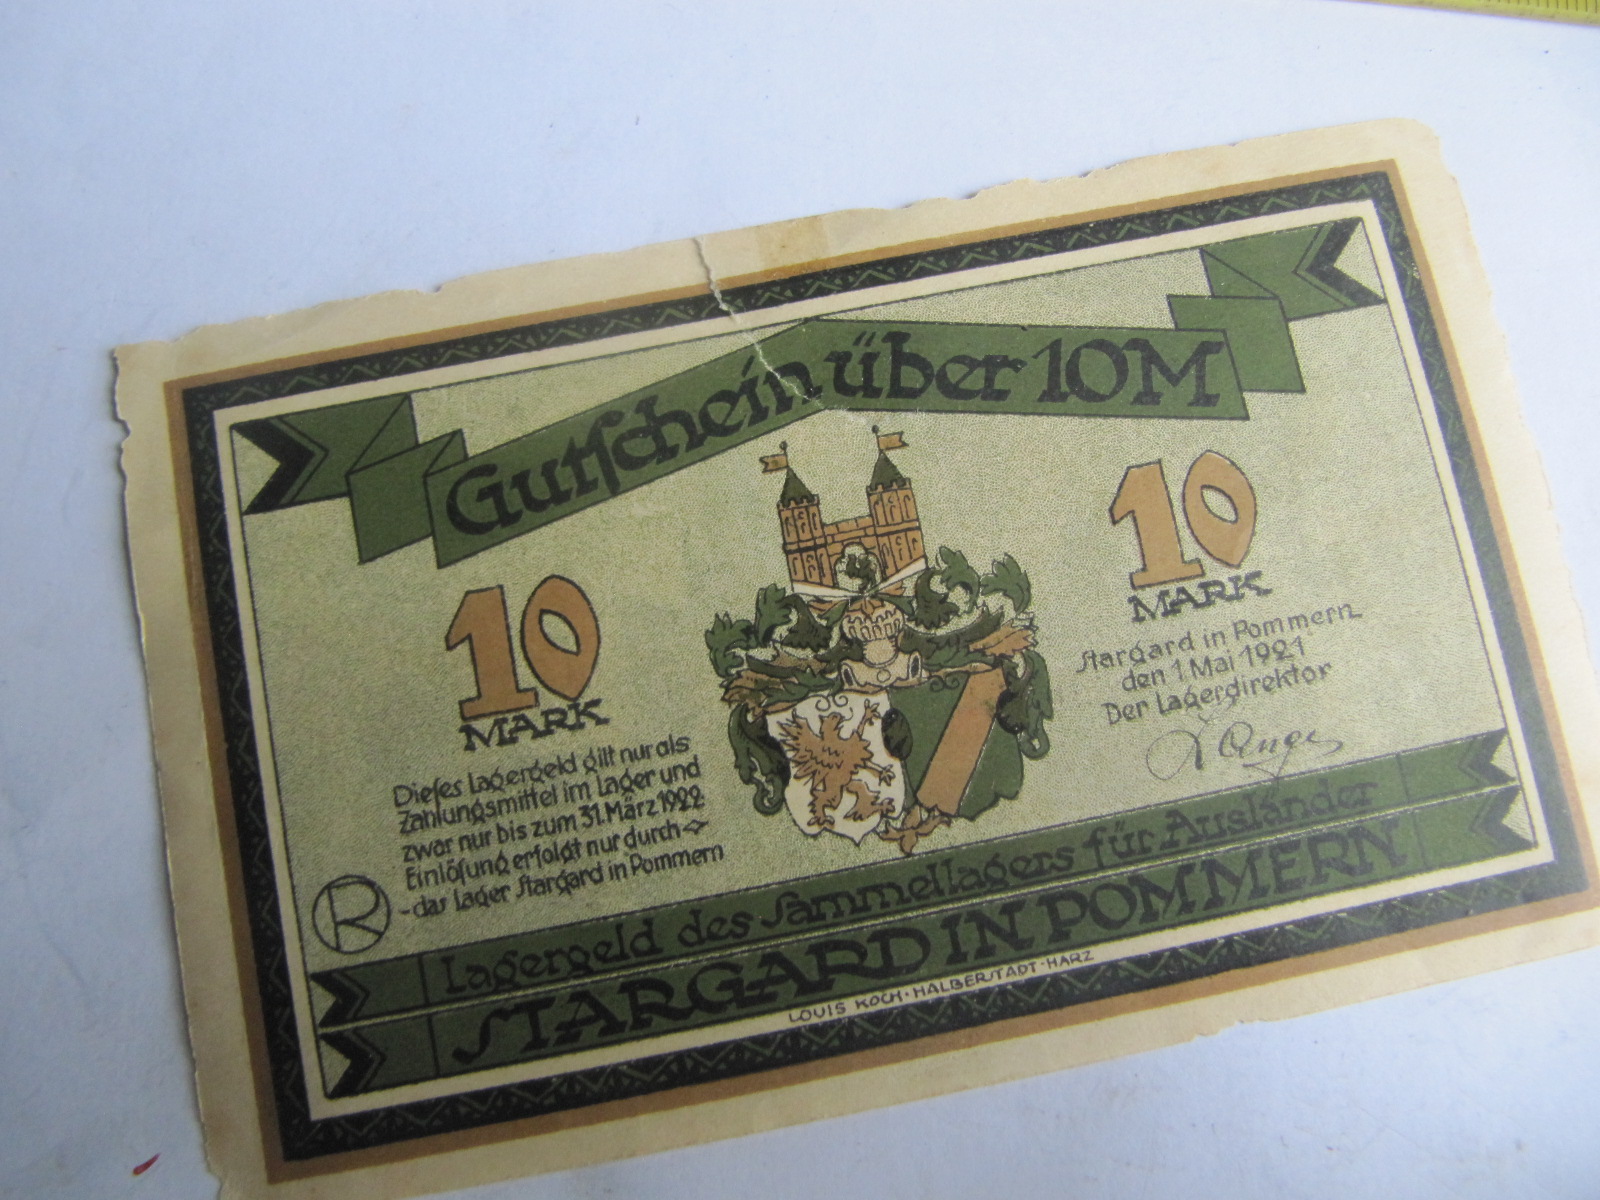 Gutschein über 10 M
10
MARK
10
MARK
Stargard in Pommern
den 1 Mai 1921
Der Lagerdirektor
Dieses Lagergeld gilt nur als
Zahlungsmittel im Lager und
zwar nur bis zum 31. März 1922
Einlösung erfolgt nur durch
- das Lager Stargard in Pommern
R
Lagergeld des Sammellagers für Ausländer
STARGARD IN POMMERN
LOUIS KOCH · HALBERSTADT · HARZ